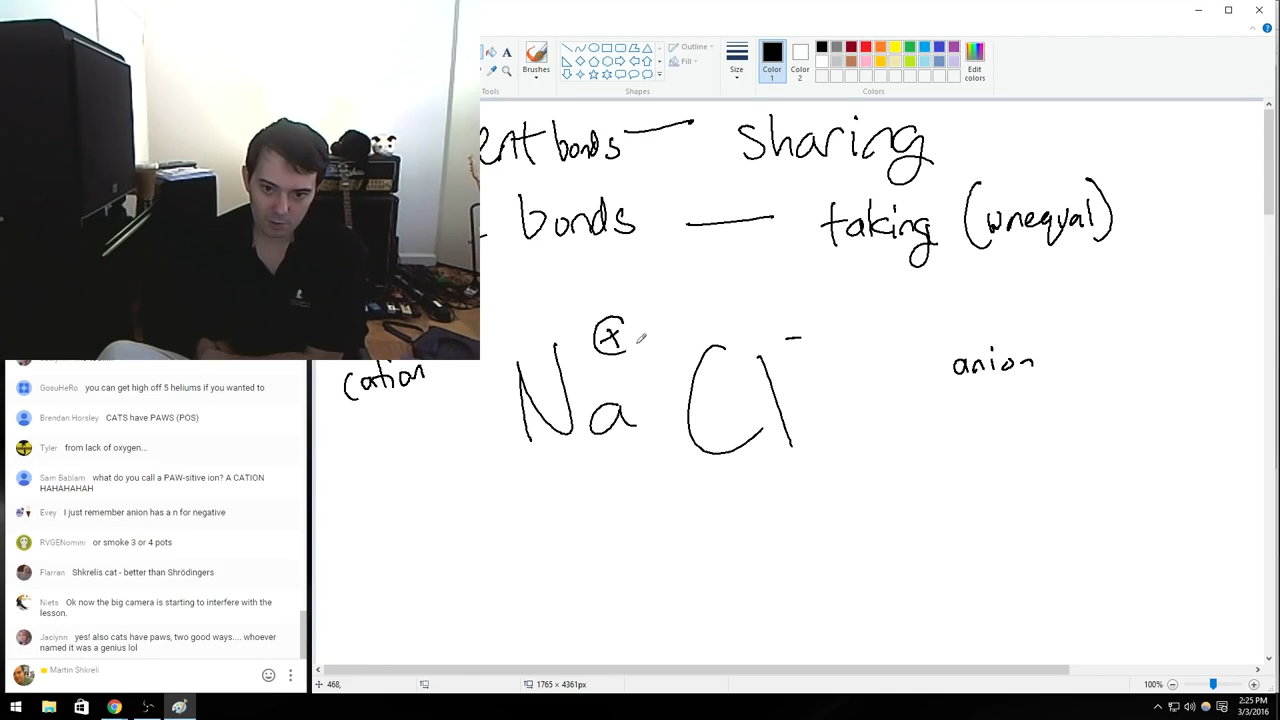 Outline
Fill
A
Brushes
Size
Color
1
Color
2
Edit
colors
Tools
Shapes
Colors
ent bonds — sharing
bonds — taking (unequal)
+ -
cation Na Cl anion
GosuHeRo you can get high off 5 heliums if you wanted to
Brendan Horsley CATS have PAWS (POS)
Tyler from lack of oxygen...
Sam Bablam what do you call a PAW-sitive ion? A CATION
HAHAHAHAH
Evey I just remember anion has a n for negative
RVGENomini or smoke 3 or 4 pots
Flarran Shkrelis cat - better than Shrödingers
Niets Ok now the big camera is starting to interfere with the
lesson.
Jaclynn yes! also cats have paws, two good ways.... whoever
named it was a genius lol
Martin Shkreli
468,
1765 × 4361px
100%
2:25 PM
3/3/2016